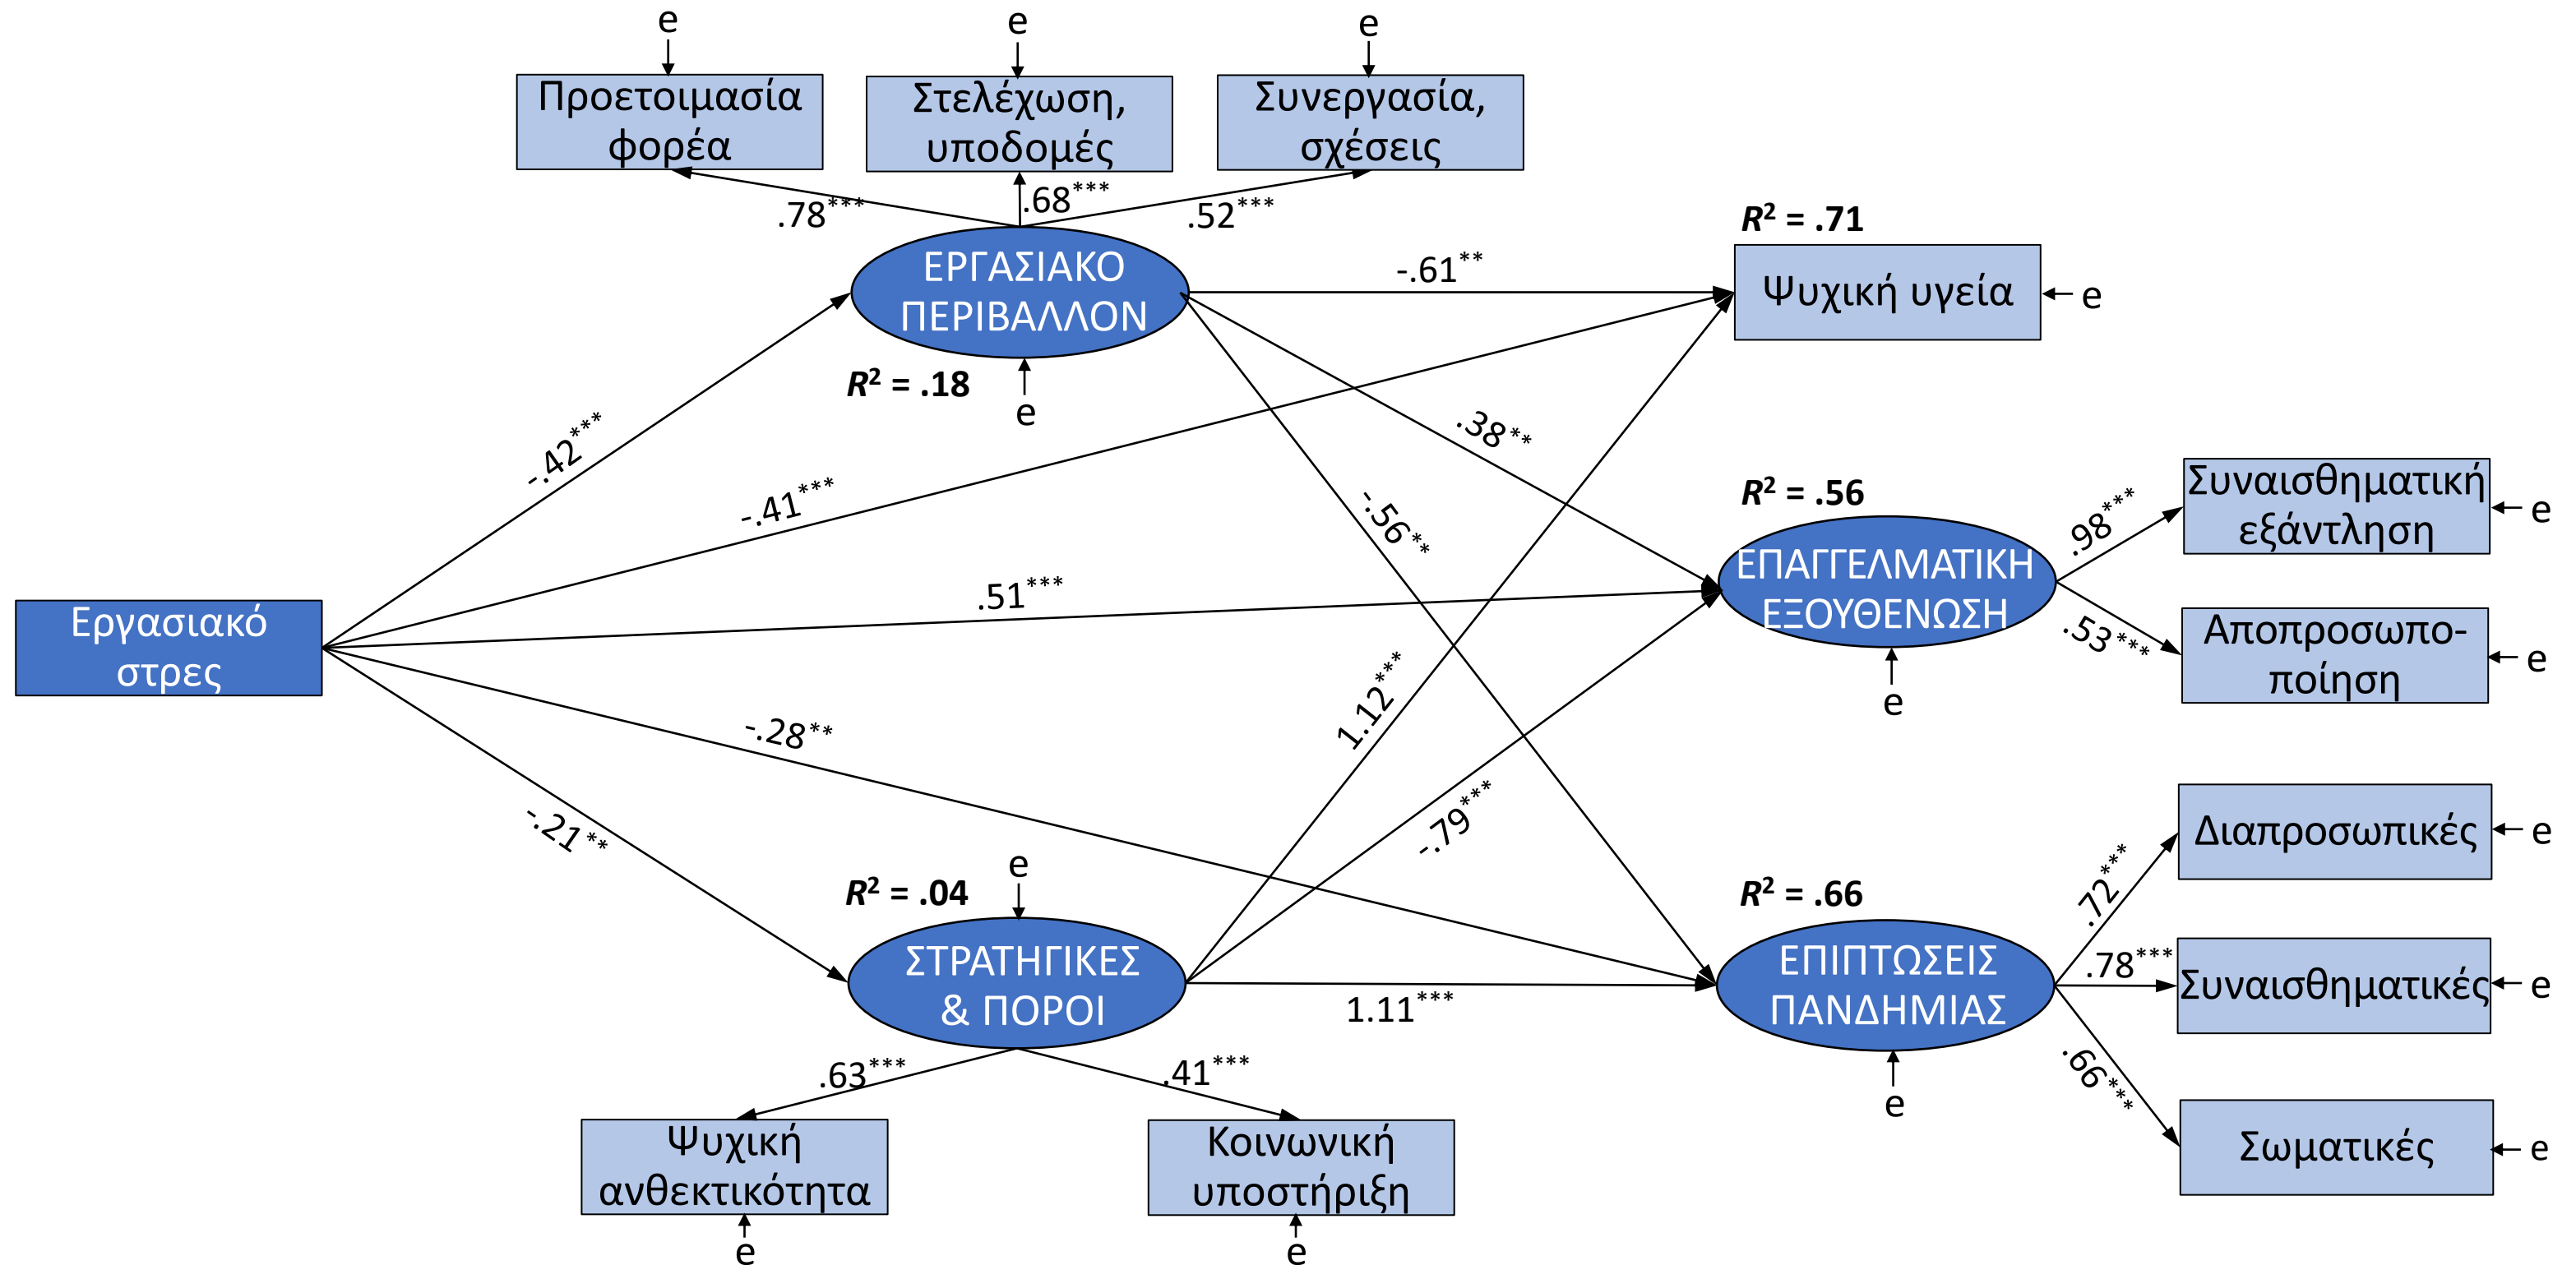 e
e
e
Προετοιμασία
φορέα
Στελέχωση,
υποδομές
Συνεργασία,
σχέσεις
.78***
.68***
.52***
ΕΡΓΑΣΙΑΚΟ
ΠΕΡΙΒΑΛΛΟΝ
R² = .18
e
-.61**
R² = .71
Ψυχική υγεία
e
-.42***
-.41***
.38**
-.56**
.51***
Εργασιακό
στρες
R² = .56
ΕΠΑΓΓΕΛΜΑΤΙΚΗ
ΕΞΟΥΘΕΝΩΣΗ
e
.98***
Συναισθηματική
εξάντληση
e
.53***
Αποπροσωπο-
ποίηση
e
-.28**
-.21**
1.12***
-.79***
1.11***
R² = .04
e
ΣΤΡΑΤΗΓΙΚΕΣ
& ΠΟΡΟΙ
R² = .66
ΕΠΙΠΤΩΣΕΙΣ
ΠΑΝΔΗΜΙΑΣ
e
.72***
Διαπροσωπικές
e
.78***
Συναισθηματικές
e
.66***
Σωματικές
e
.63***
.41***
Ψυχική
ανθεκτικότητα
e
Κοινωνική
υποστήριξη
e